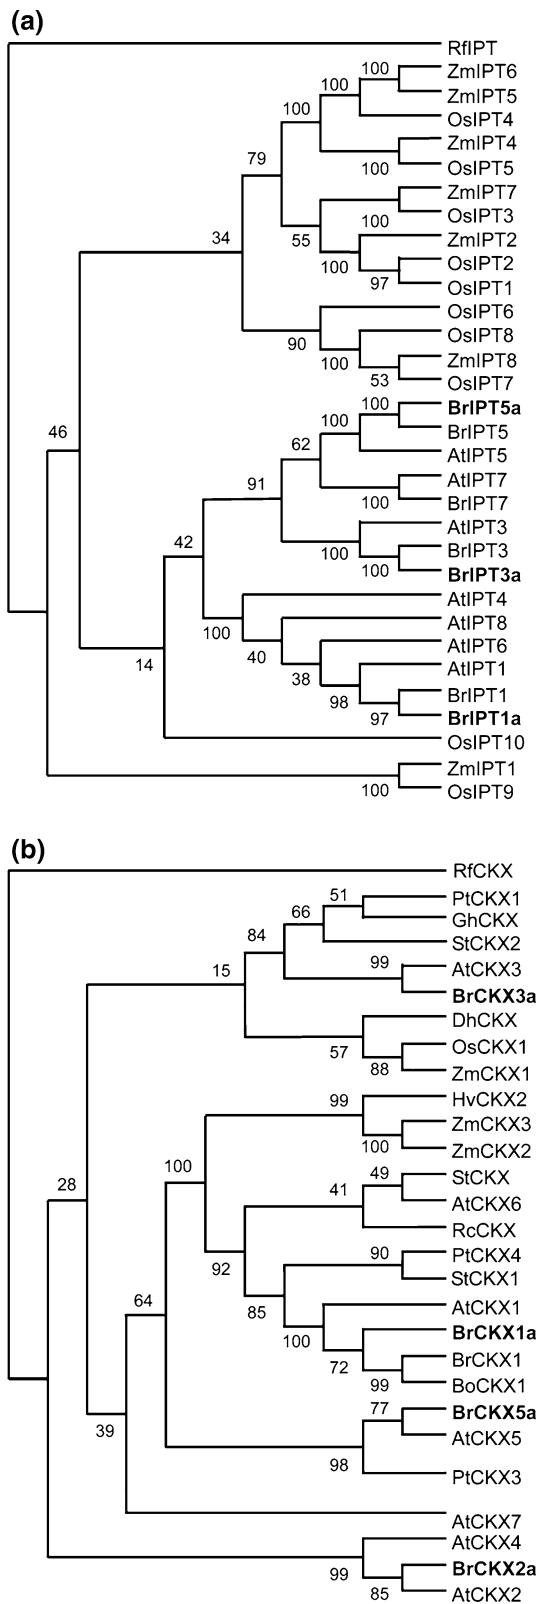 (a)
RfIPT
100 ZmIPT6
100 ZmIPT5
100 OsIPT4
ZmIPT4
79 100 OsIPT5
ZmIPT7
100 OsIPT3
34 55 ZmIPT2
100 OsIPT2
97 OsIPT1
OsIPT6
90 OsIPT8
100 ZmIPT8
53 OsIPT7
100 BrIPT5a
100 BrIPT5
46 62 AtIPT5
91 AtIPT7
100 BrIPT7
AtIPT3
42 100 BrIPT3
100 BrIPT3a
AtIPT4
100 AtIPT8
40 AtIPT6
14 38 AtIPT1
98 BrIPT1
97 BrIPT1a
OsIPT10
ZmIPT1
100 OsIPT9
(b)
RfCKX
51 PtCKX1
66 GhCKX
84 StCKX2
15 99 AtCKX3
BrCKX3a
DhCKX
57 OsCKX1
88 ZmCKX1
99 HvCKX2
ZmCKX3
100 ZmCKX2
100 49 StCKX
28 41 AtCKX6
RcCKX
92 90 PtCKX4
StCKX1
64 85 AtCKX1
100 BrCKX1a
72 BrCKX1
99 BoCKX1
77 BrCKX5a
39 AtCKX5
98 PtCKX3
AtCKX7
AtCKX4
99 BrCKX2a
85 AtCKX2